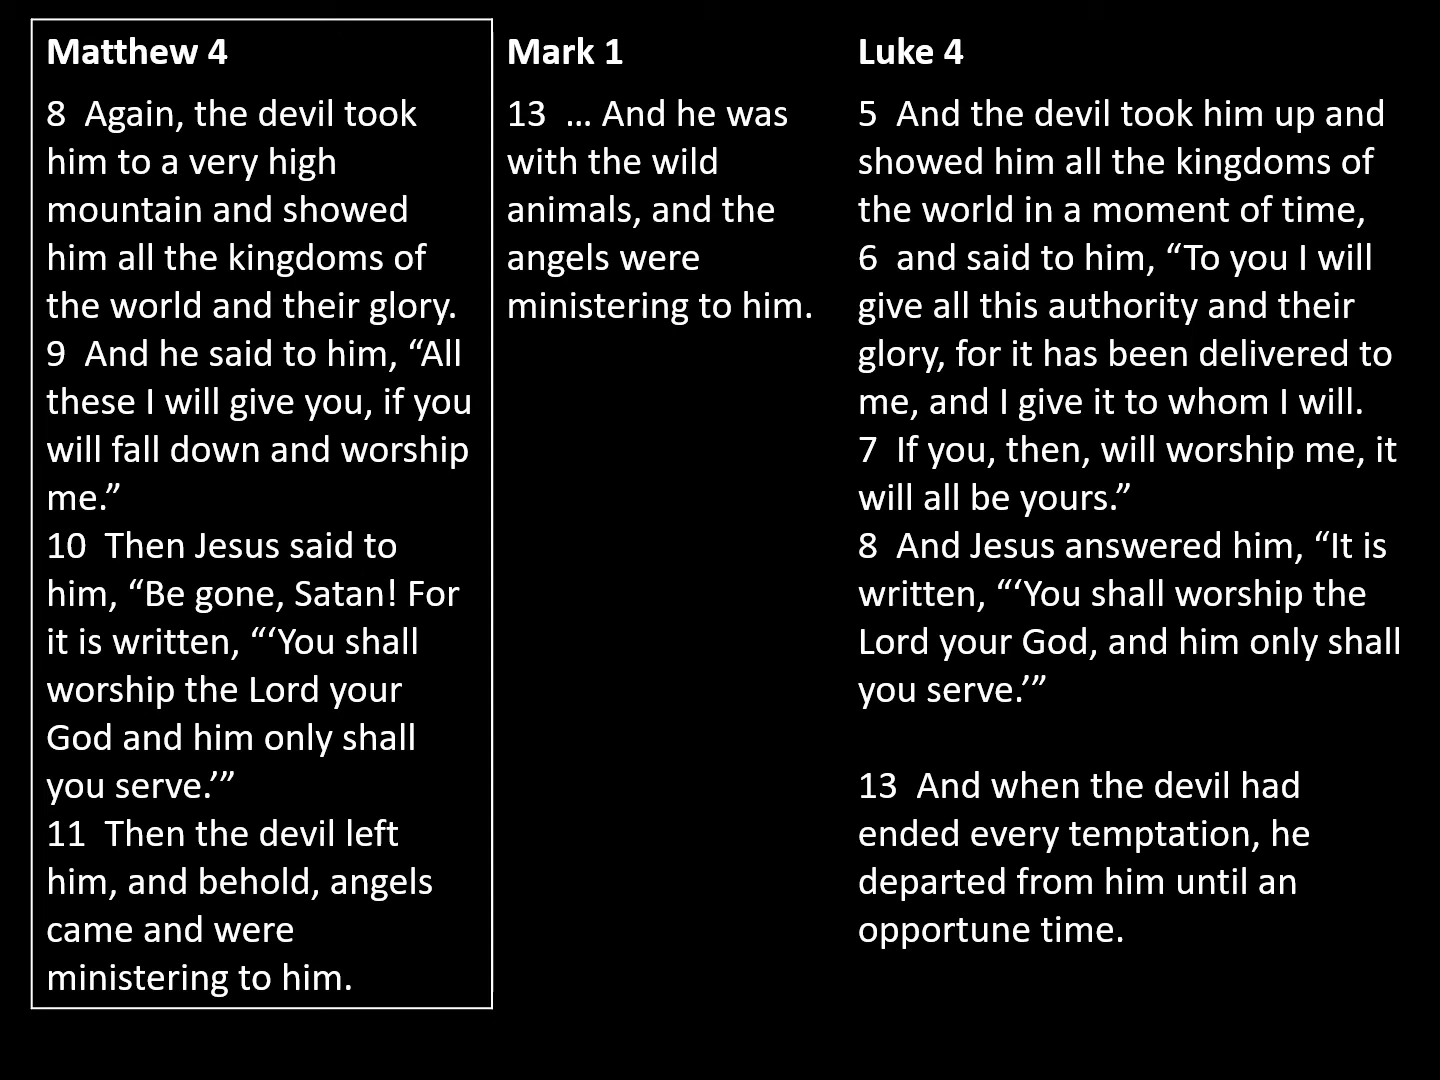 Matthew 4
8  Again, the devil took
him to a very high
mountain and showed
him all the kingdoms of
the world and their glory.
9  And he said to him, “All
these I will give you, if you
will fall down and worship
me.”
10  Then Jesus said to
him, “Be gone, Satan! For
it is written, “‘You shall
worship the Lord your
God and him only shall
you serve.’”
11  Then the devil left
him, and behold, angels
came and were
ministering to him.
Mark 1
13  … And he was
with the wild
animals, and the
angels were
ministering to him.
Luke 4
5  And the devil took him up and
showed him all the kingdoms of
the world in a moment of time,
6  and said to him, “To you I will
give all this authority and their
glory, for it has been delivered to
me, and I give it to whom I will.
7  If you, then, will worship me, it
will all be yours.”
8  And Jesus answered him, “It is
written, “‘You shall worship the
Lord your God, and him only shall
you serve.’”
13  And when the devil had
ended every temptation, he
departed from him until an
opportune time.